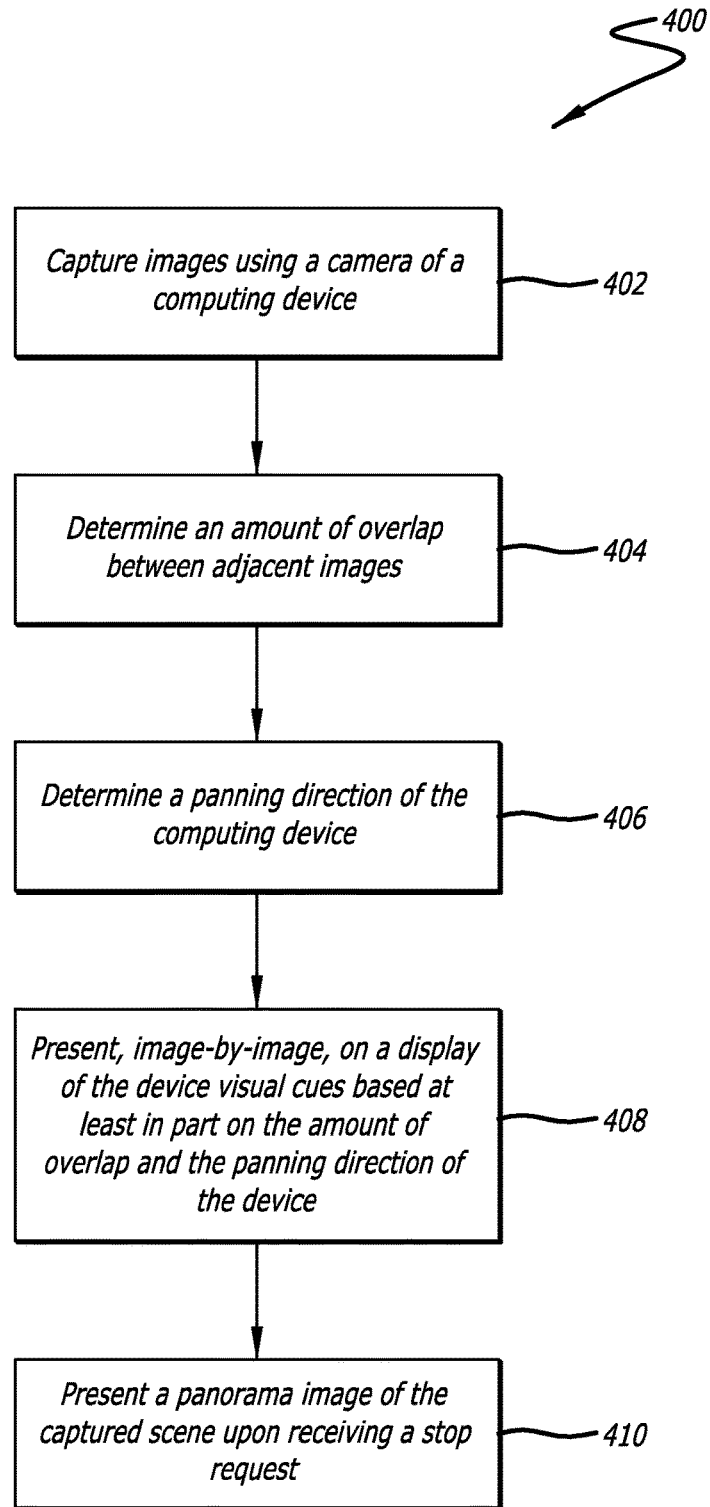 400
Capture images using a camera of a
computing device
402
Determine an amount of overlap
between adjacent images
404
Determine a panning direction of the
computing device
406
Present, image-by-image, on a display
of the device visual cues based at
least in part on the amount of
overlap and the panning direction of
the device
408
Present a panorama image of the
captured scene upon receiving a stop
request
410